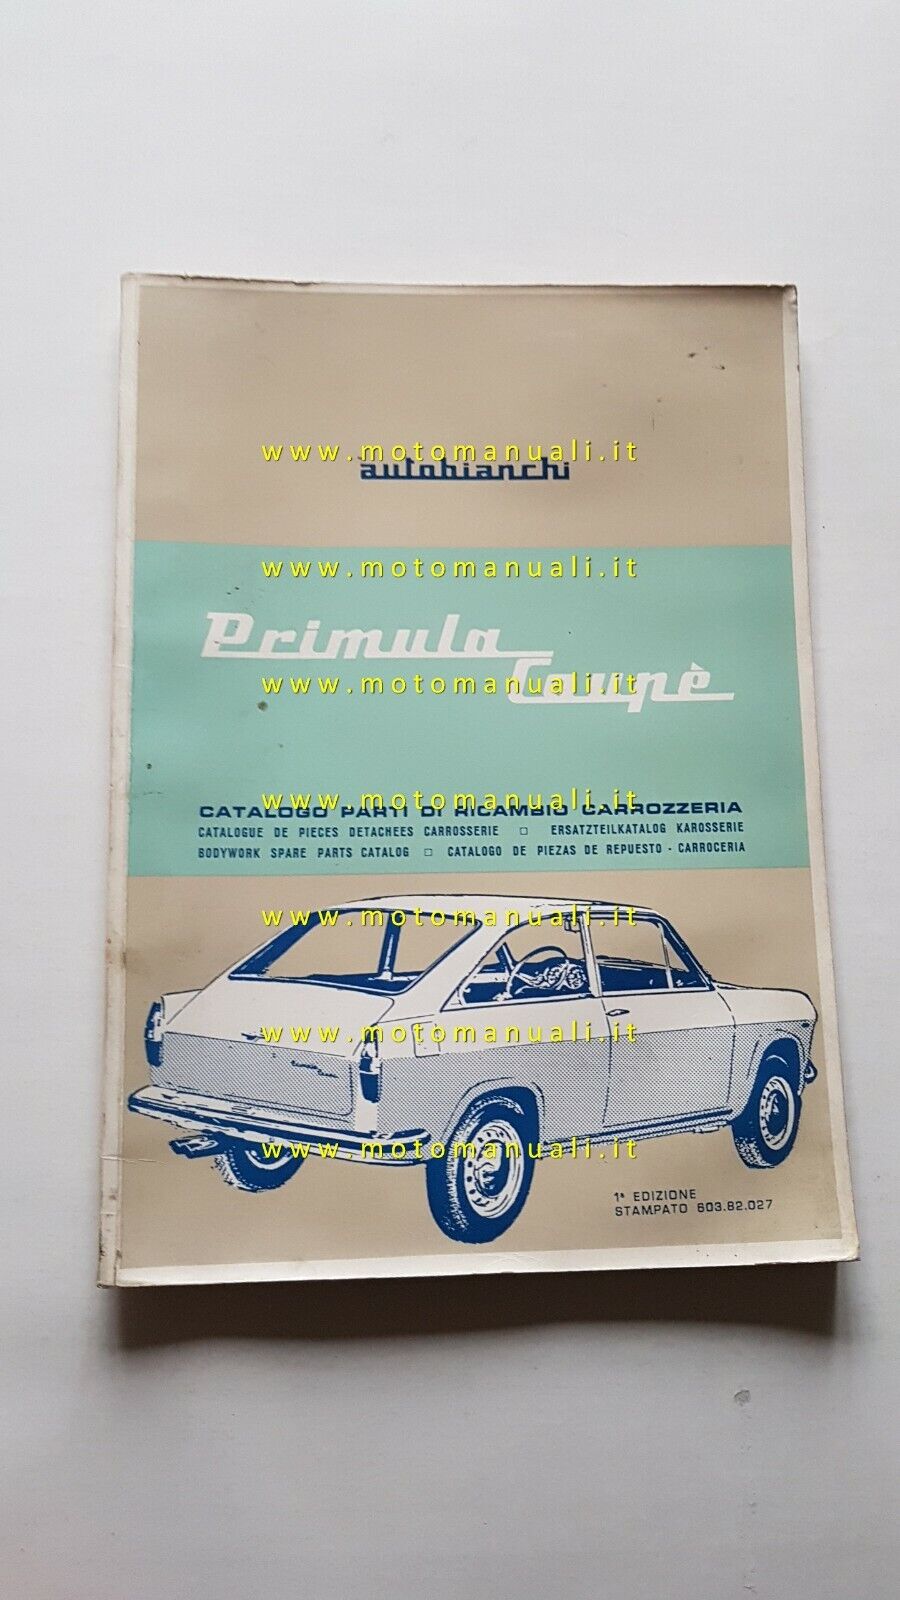 www.motomanuali.it
autobianchi
www.motomanuali.it
Primula
Coupè
www.motomanuali.it
www.motomanuali.it
CATALOGO PARTI DI RICAMBIO CARROZZERIA
CATALOGUE DE PIECES DETACHEES CARROSSERIE □ ERSATZTEILKATALOG KAROSSERIE
BODYWORK SPARE PARTS CATALOG □ CATALOGO DE PIEZAS DE REPUESTO - CARROCERIA
www.motomanuali.it
www.motomanuali.it
www.motomanuali.it
1ª EDIZIONE
STAMPATO 603.82.027